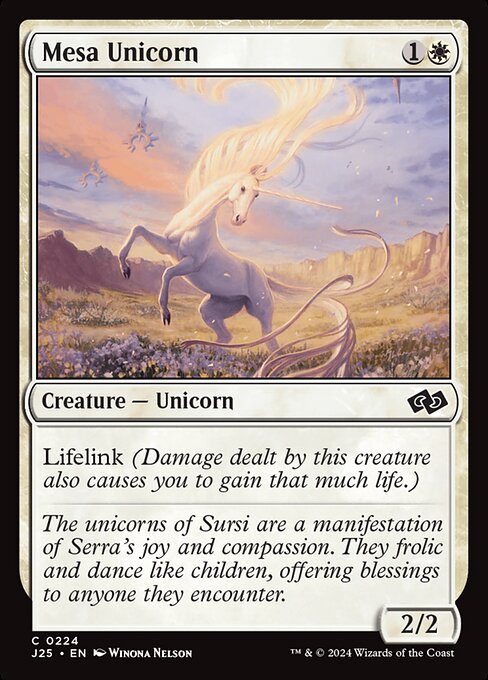 Mesa Unicorn 1
Creature — Unicorn
Lifelink (Damage dealt by this creature
also causes you to gain that much life.)
The unicorns of Sursi are a manifestation
of Serra's joy and compassion. They frolic
and dance like children, offering blessings
to anyone they encounter.
2/2
C 0224
J25 • EN Winona Nelson
™ & © 2024 Wizards of the Coast